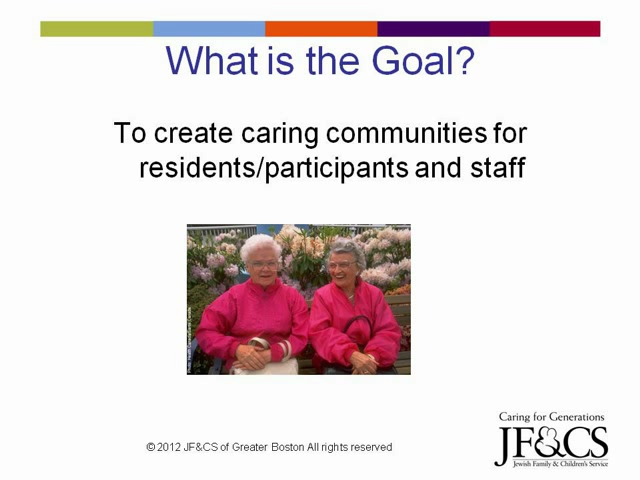 What is the Goal?
To create caring communities for
residents/participants and staff
© 2012 JF&CS of Greater Boston All rights reserved
Caring for Generations
JF&CS
Jewish Family & Children's Service